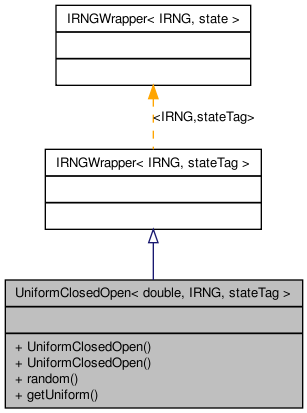 IRNGWrapper< IRNG, state >
<IRNG,stateTag>
IRNGWrapper< IRNG, stateTag >
UniformClosedOpen< double, IRNG, stateTag >
+ UniformClosedOpen()
+ UniformClosedOpen()
+ random()
+ getUniform()